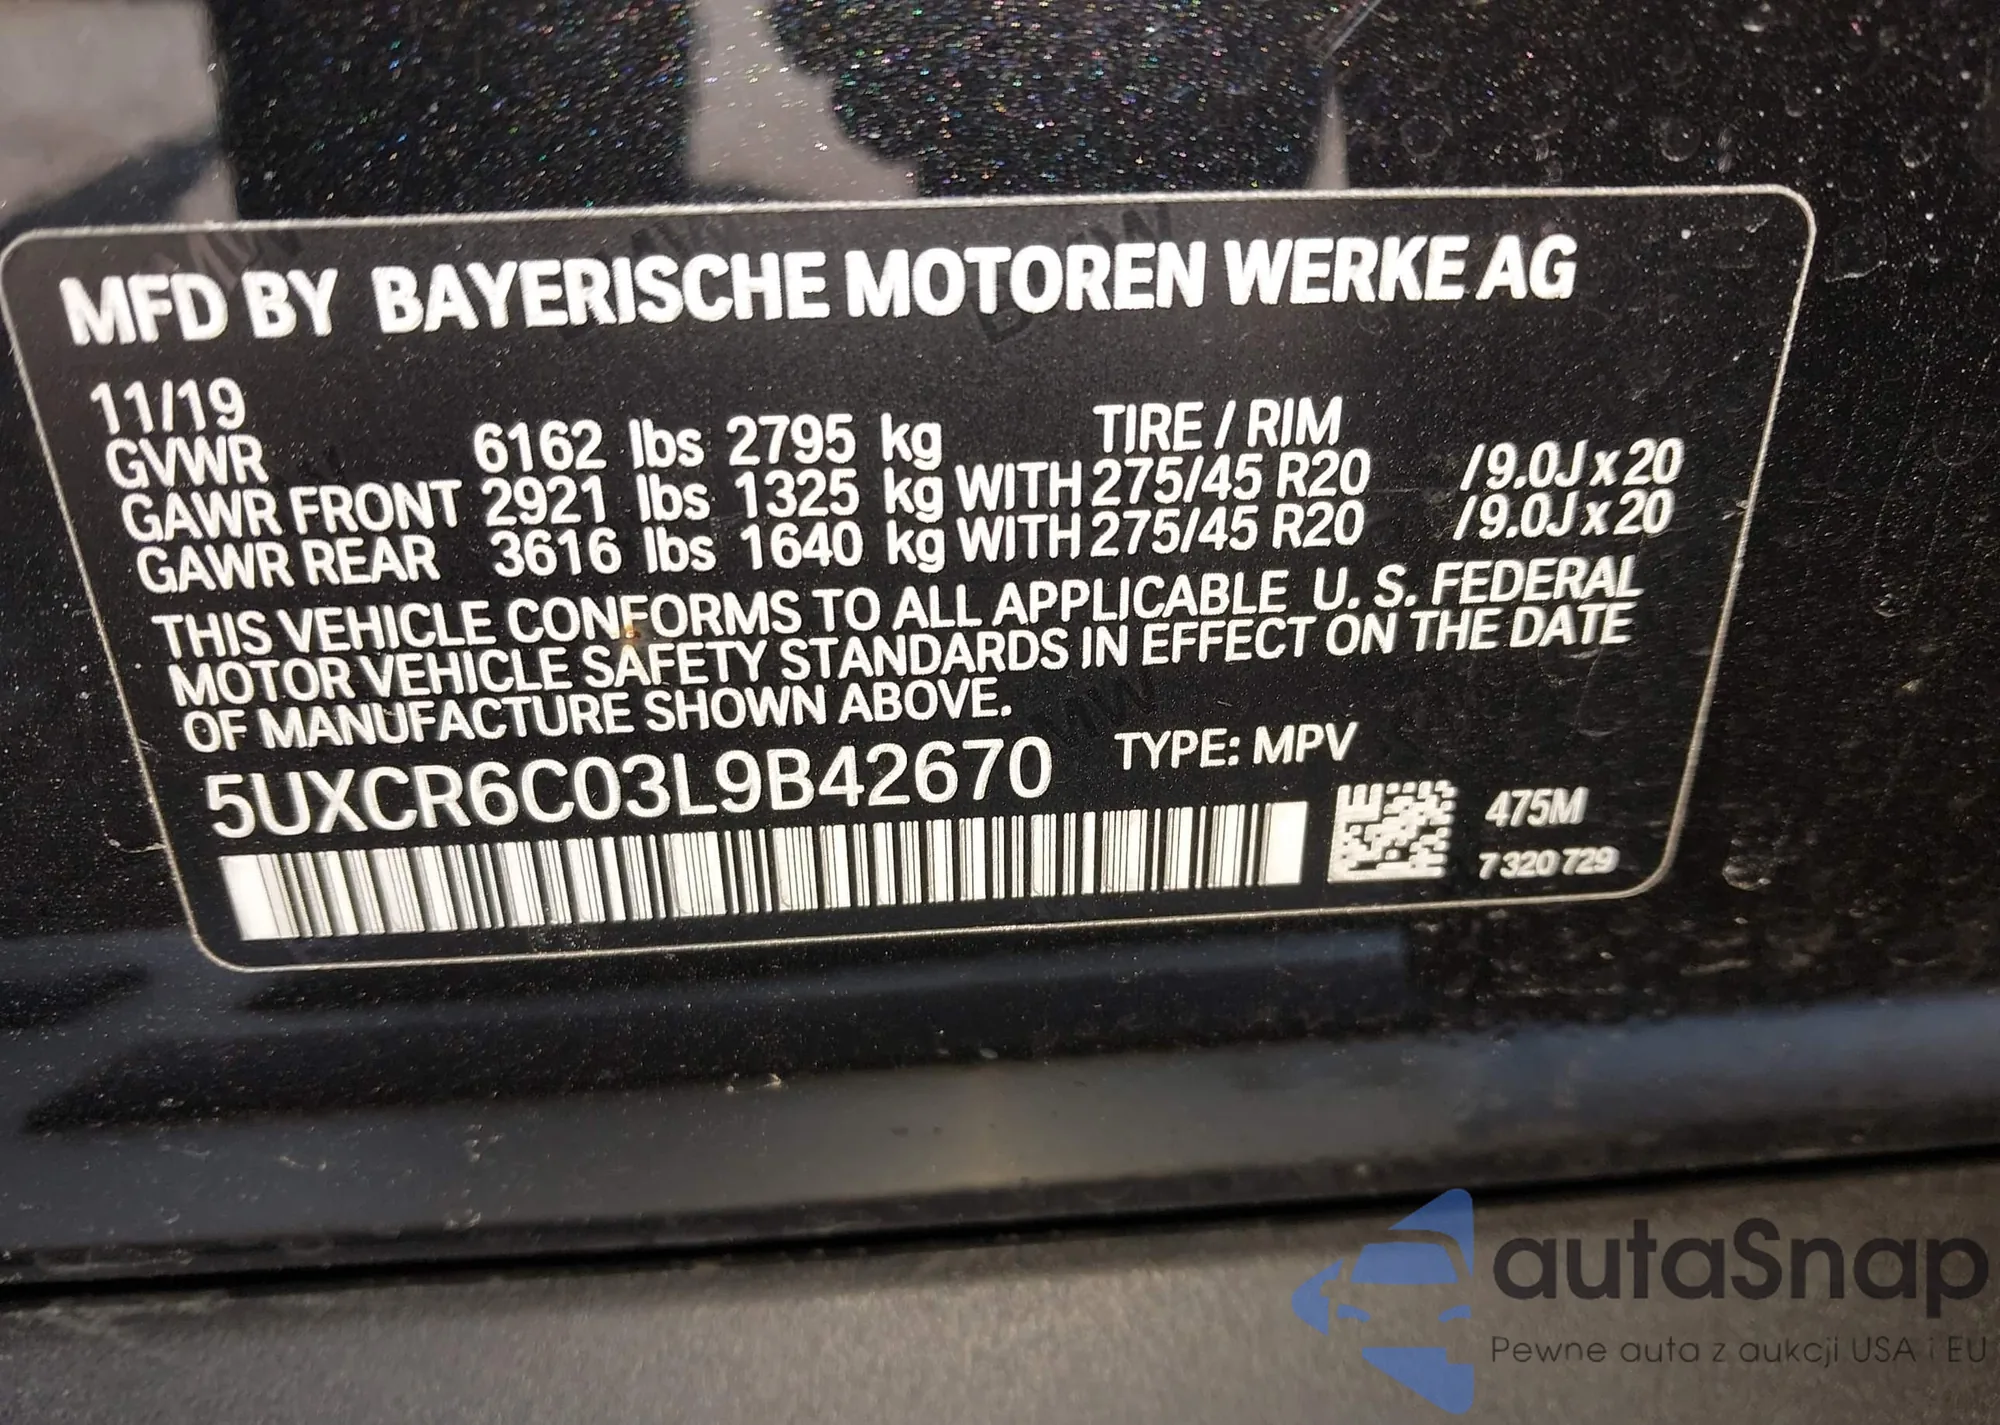 MFD BY BAYERISCHE MOTOREN WERKE AG
11/19
GVWR 6162 lbs 2795 kg TIRE / RIM
GAWR FRONT 2921 lbs 1325 kg WITH 275/45 R20 /9.0J x 20
GAWR REAR 3616 lbs 1640 kg WITH 275/45 R20 /9.0J x 20
THIS VEHICLE CONFORMS TO ALL APPLICABLE U. S. FEDERAL
MOTOR VEHICLE SAFETY STANDARDS IN EFFECT ON THE DATE
OF MANUFACTURE SHOWN ABOVE.
5UXCR6C03L9B42670 TYPE: MPV
475M
7 320 729
autaSnap
Pewne auta z aukcji USA i EU